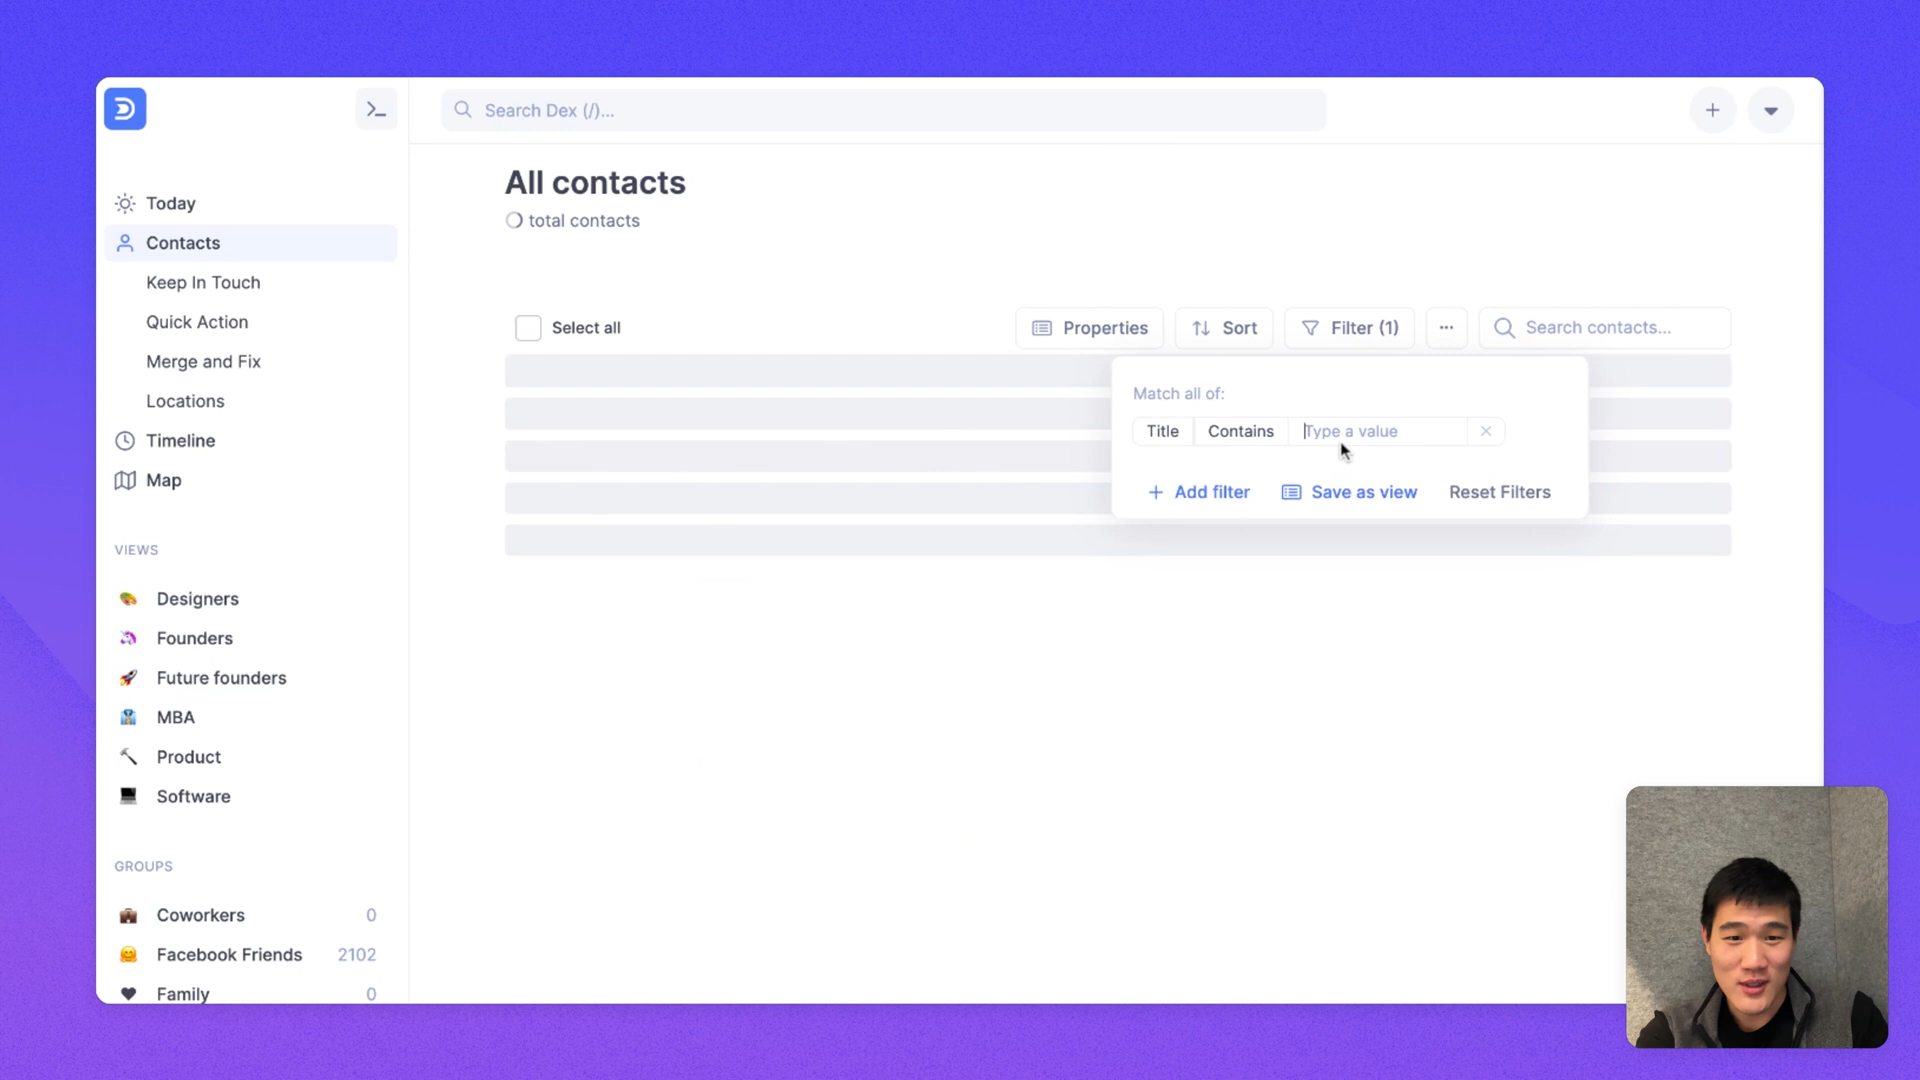 Search Dex (/)...
Today
Contacts
Keep In Touch
Quick Action
Merge and Fix
Locations
Timeline
Map
VIEWS
Designers
Founders
Future founders
MBA
Product
Software
GROUPS
Coworkers 0
Facebook Friends 2102
Family 0
All contacts
total contacts
Select all
Properties
Sort
Filter (1)
Search contacts...
Match all of:
Title Contains Type a value
+ Add filter
Save as view
Reset Filters